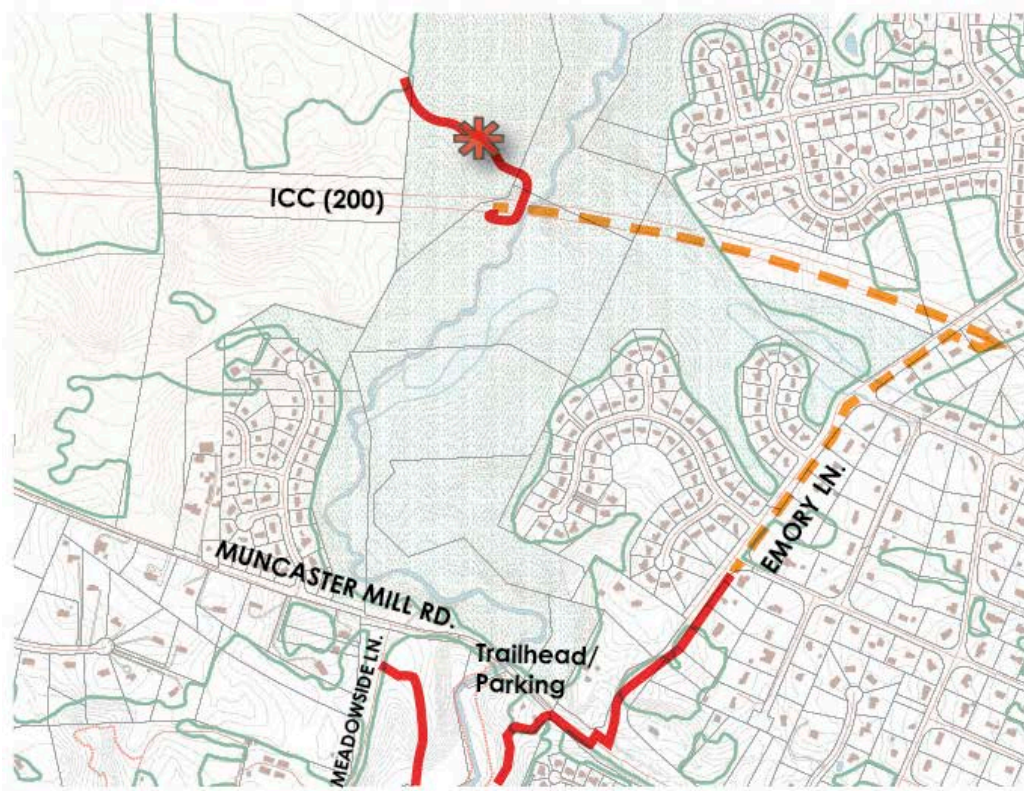 ICC (200)
EMORY LN.
MUNCASTER MILL RD.
MEADOWSIDE LN.
Trailhead/
Parking